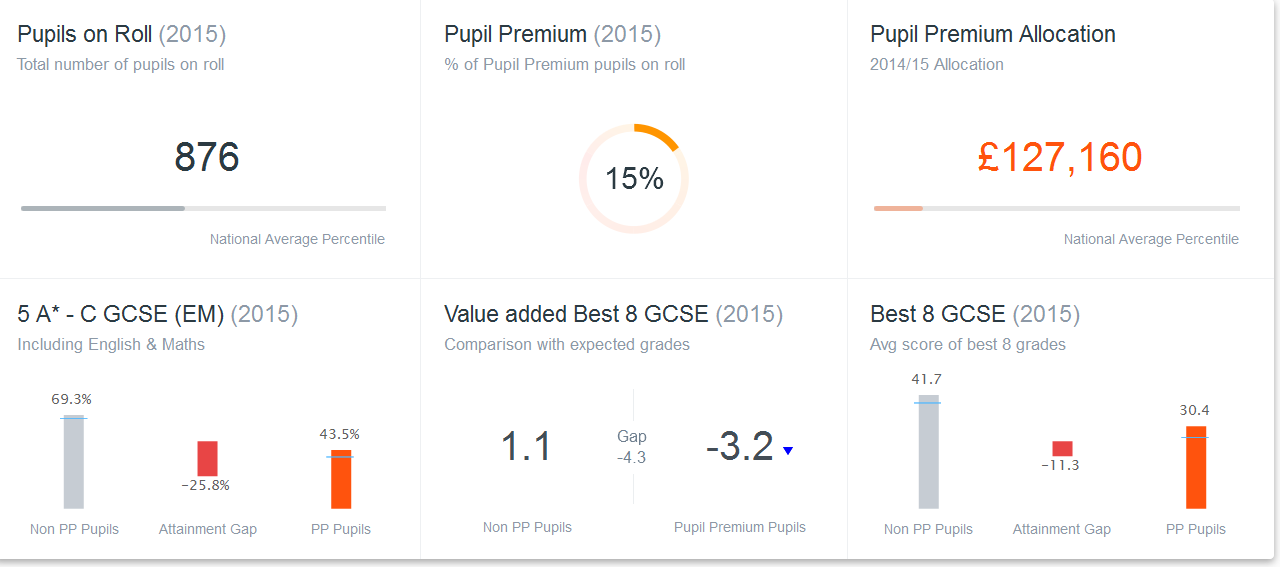 Pupils on Roll (2015)
Total number of pupils on roll
876
National Average Percentile
Pupil Premium (2015)
% of Pupil Premium pupils on roll
15%
Pupil Premium Allocation
2014/15 Allocation
£127,160
National Average Percentile
5 A* - C GCSE (EM) (2015)
Including English & Maths
69.3%
43.5%
-25.8%
Non PP Pupils
Attainment Gap
PP Pupils
Value added Best 8 GCSE (2015)
Comparison with expected grades
1.1
Gap
-4.3
-3.2
Non PP Pupils
Pupil Premium Pupils
Best 8 GCSE (2015)
Avg score of best 8 grades
41.7
30.4
-11.3
Non PP Pupils
Attainment Gap
PP Pupils